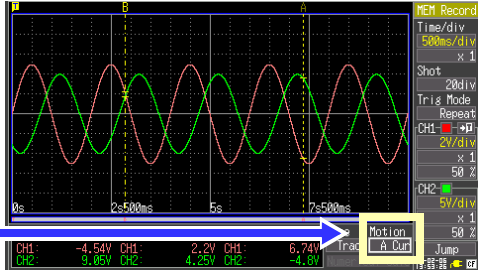 B
A
MEM Record
Time/div
500ms/div
x 1
Shot
20div
Trig Mode
Repeat
CH1
2V/div
x 1
50 %
CH2
5V/div
x 1
50 %
0s
2s500ms
5s
7s500ms
Motion
Trac
A Cur
Jump
CH1: -4.54V CH1: 2.2V CH1: 6.74V
CH2: 9.05V CH2: 4.25V CH2: -4.8V